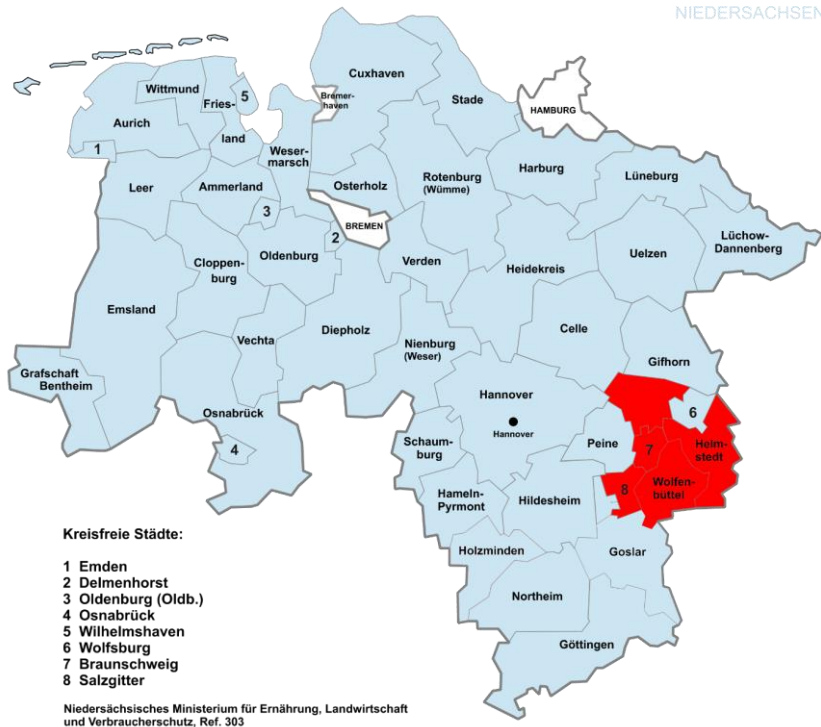 NIEDERSACHSEN
Cuxhaven
Wittmund
Fries-
land
5
Bremer-
haven
Stade
HAMBURG
Aurich
1
Weser-
marsch
Leer
Ammerland
Osterholz
Rotenburg
(Wümme)
Harburg
Lüneburg
3
BREMEN
2
Lüchow-
Dannenberg
Cloppen-
burg
Oldenburg
Verden
Heidekreis
Uelzen
Emsland
Vechta
Diepholz
Nienburg
(Weser)
Celle
Gifhorn
Grafschaft
Bentheim
Osnabrück
4
Hannover
Hannover
6
Schaum-
burg
Peine
7
Helm-
stedt
8
Wolfen-
büttel
Hameln-
Pyrmont
Hildesheim
Holzminden
Goslar
Northeim
Göttingen
Kreisfreie Städte:
1 Emden
2 Delmenhorst
3 Oldenburg (Oldb.)
4 Osnabrück
5 Wilhelmshaven
6 Wolfsburg
7 Braunschweig
8 Salzgitter
Niedersächsisches Ministerium für Ernährung, Landwirtschaft
und Verbraucherschutz, Ref. 303